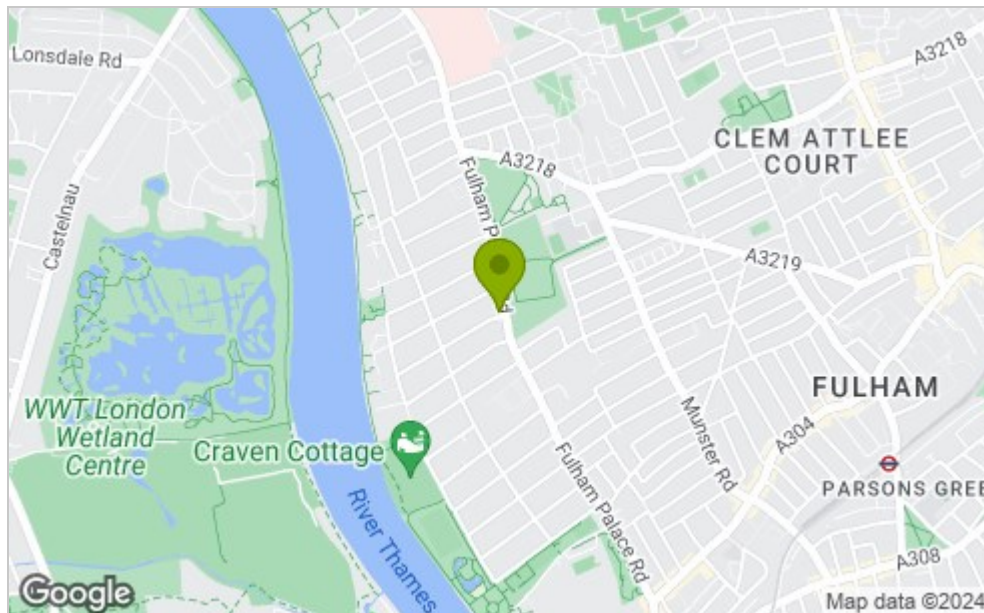 Lonsdale Rd
A3218
CLEM ATTLEE
COURT
A3218
Fulham P
Castelnau
A3219
WWT London
Wetland
Centre
FULHAM
Craven Cottage
Munster Rd
A304
River Thames
Fulham Palace Rd
PARSONS GREE
A308
Google
Map data ©2024